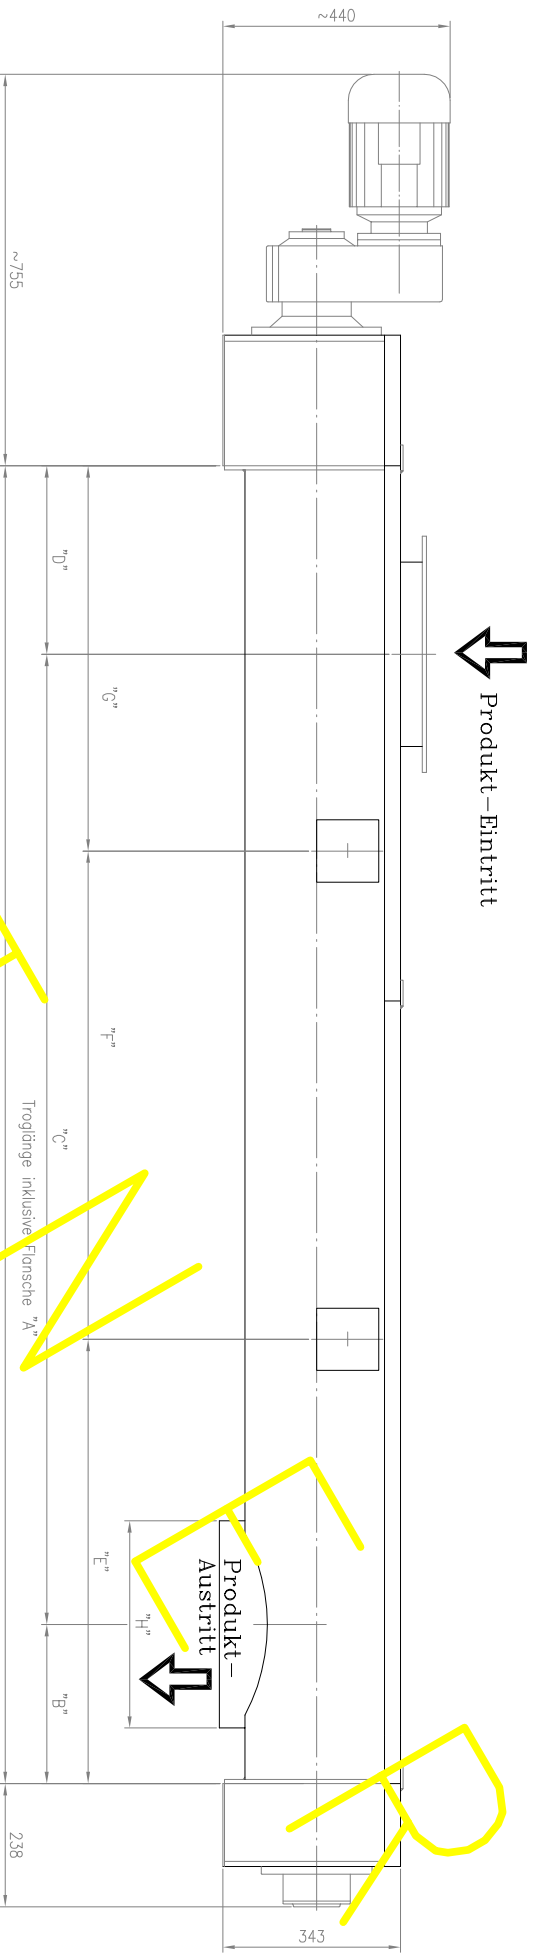 ~440
~755
"D"
"G"
Produkt-Eintritt
"F"
"C"
Troglänge inklusive Flansche "A"
"E"
"H"
Produkt-
Austritt
"B"
238
343